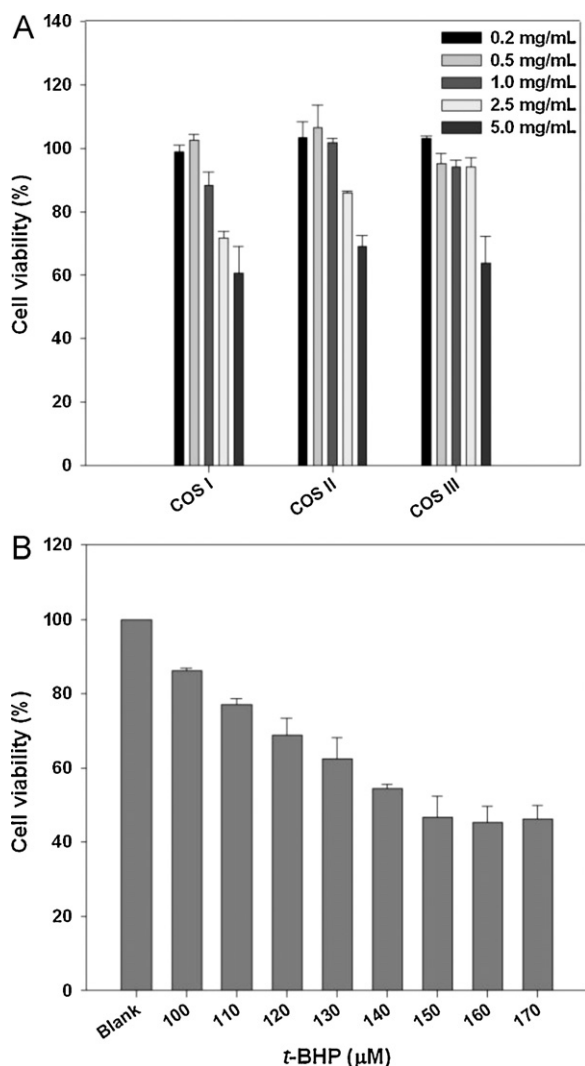 A
140
120
100
80
60
40
20
0
Cell viability (%)
0.2 mg/mL
0.5 mg/mL
1.0 mg/mL
2.5 mg/mL
5.0 mg/mL
COS I
COS II
COS III
B
120
100
80
60
40
20
0
Cell viability (%)
Blank
100
110
120
130
140
150
160
170
t-BHP (μM)